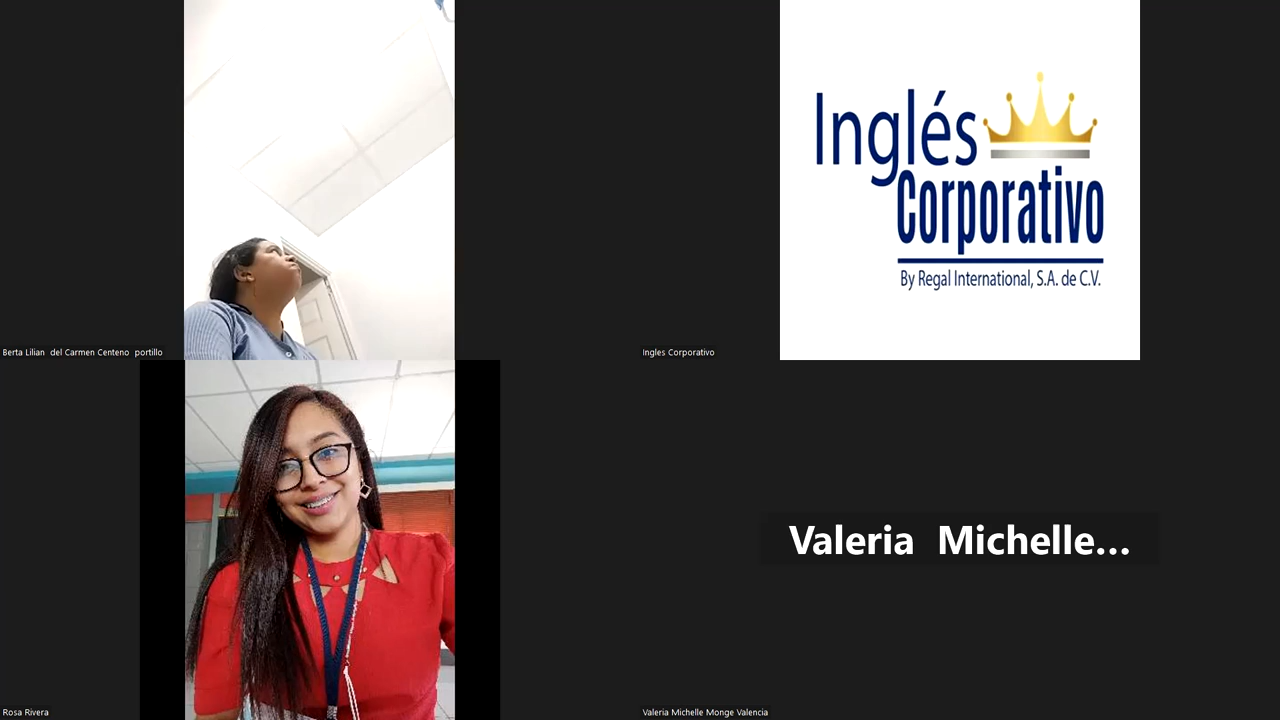 Inglés
Corporativo
By Regal International, S.A. de C.V.
Berta Lilian del Carmen Centeno portillo
Ingles Corporativo
Valeria Michelle...
Rosa Rivera
Valeria Michelle Monge Valencia